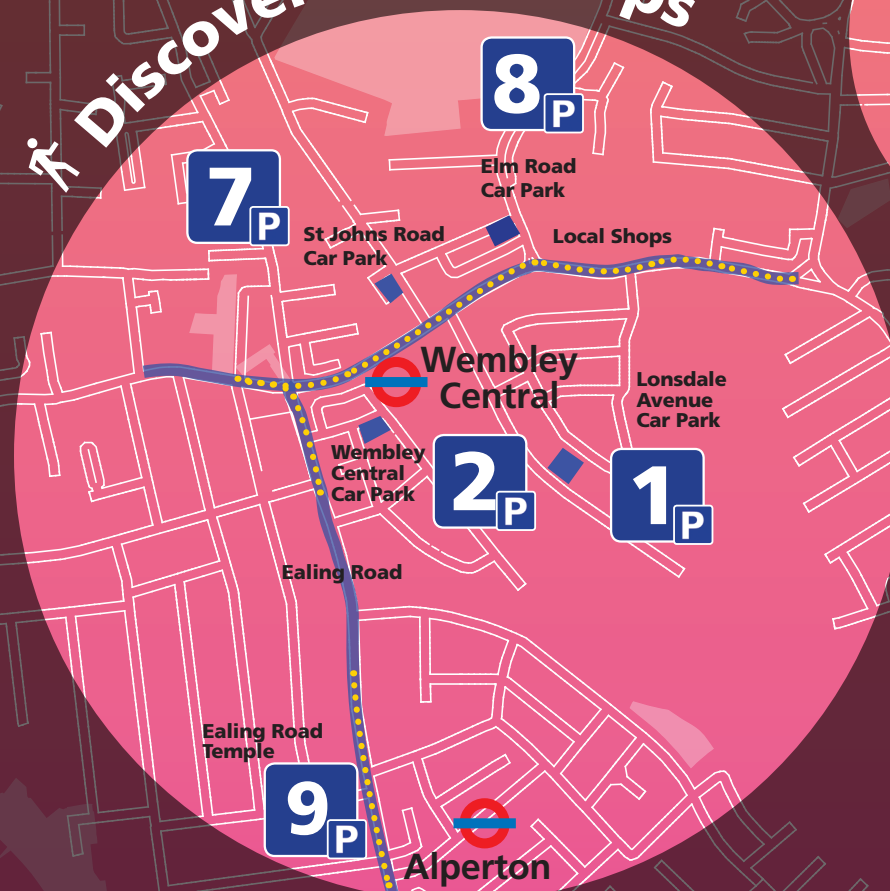 Discover
ps
8
P
Elm Road
Car Park
7
P
St Johns Road
Car Park
Local Shops
Wembley
Central
Lonsdale
Avenue
Car Park
Wembley
Central
Car Park
2
P
1
P
Ealing Road
Ealing Road
Temple
9
P
Alperton